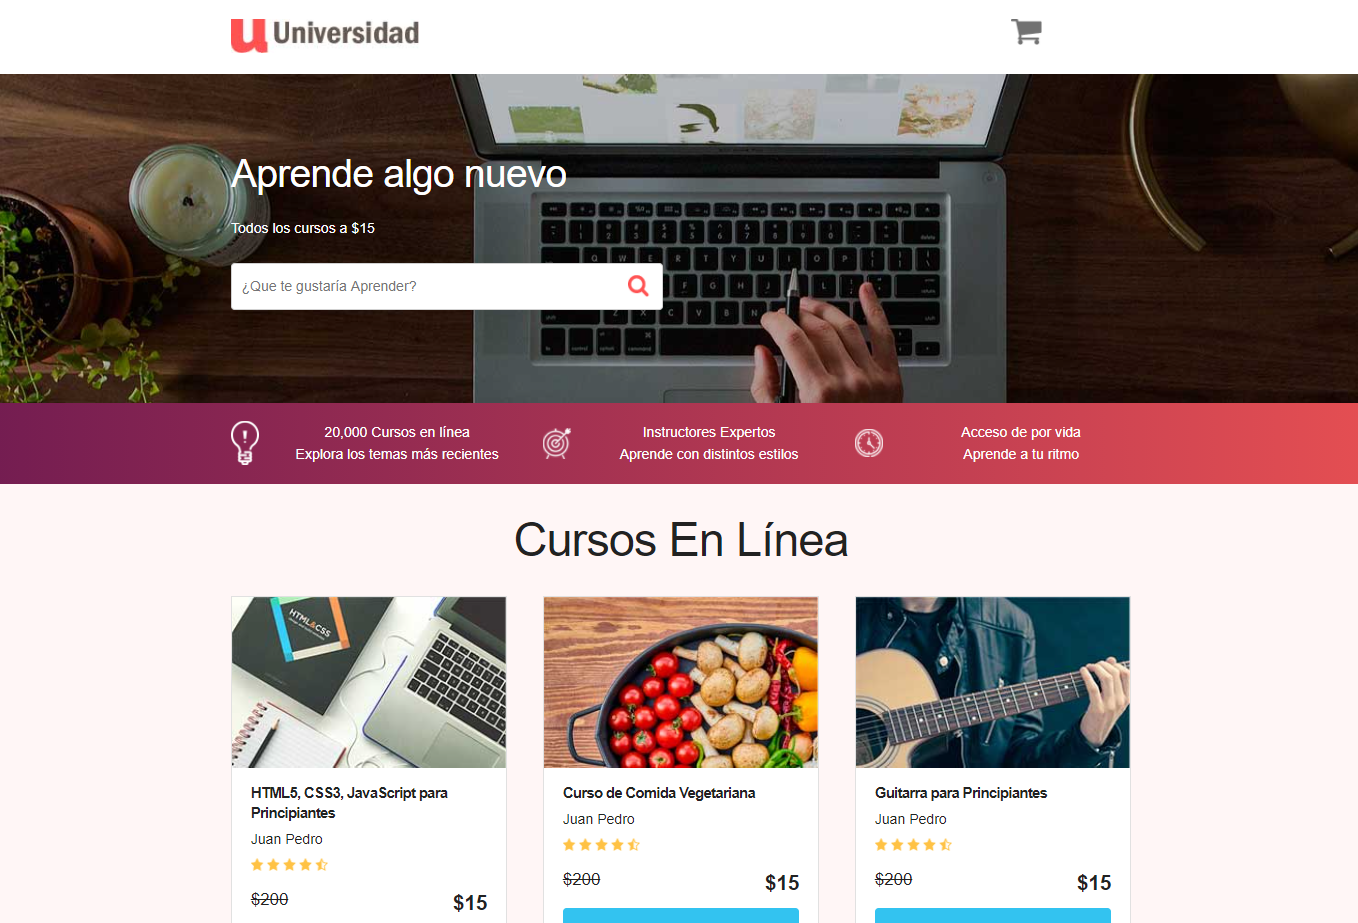 Universidad
Aprende algo nuevo
Todos los cursos a $15
¿Que te gustaría Aprender?
20,000 Cursos en línea
Explora los temas más recientes
Instructores Expertos
Aprende con distintos estilos
Acceso de por vida
Aprende a tu ritmo
Cursos En Línea
HTML&CSS
HTML5, CSS3, JavaScript para
Principiantes
Juan Pedro
$200 $15
Curso de Comida Vegetariana
Juan Pedro
$200 $15
Guitarra para Principiantes
Juan Pedro
$200 $15